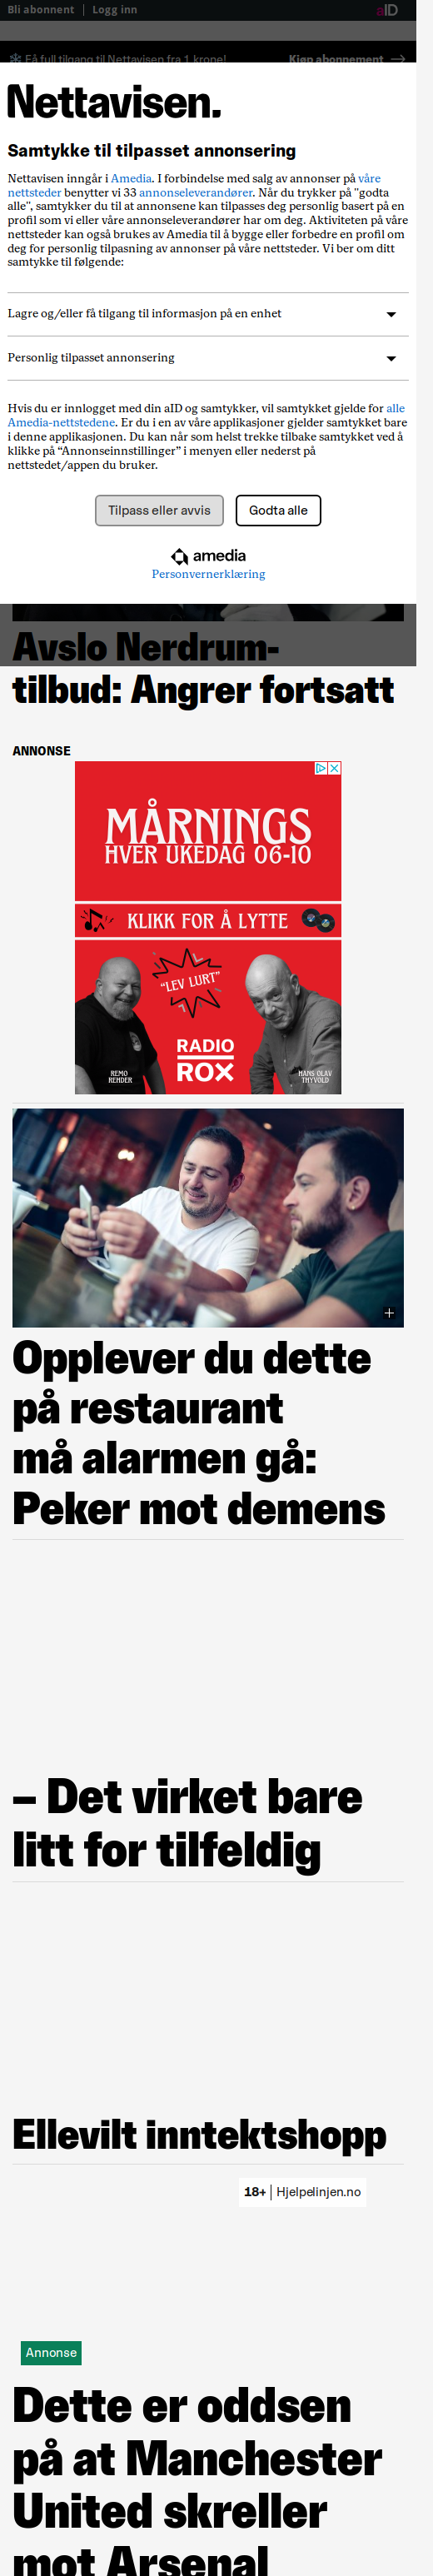 Bli abonnent | Logg inn
aID
Få full tilgang til Nettavisen fra 1 krone!
Kjøp abonnement
Nettavisen.
Samtykke til tilpasset annonsering
Nettavisen inngår i Amedia. I forbindelse med salg av annonser på våre
nettsteder benytter vi 33 annonseleverandører. Når du trykker på "godta
alle", samtykker du til at annonsene kan tilpasses deg personlig basert på en
profil som vi eller våre annonseleverandører har om deg. Aktiviteten på våre
nettsteder kan også brukes av Amedia til å bygge eller forbedre en profil om
deg for personlig tilpasning av annonser på våre nettsteder. Vi ber om ditt
samtykke til følgende:
Lagre og/eller få tilgang til informasjon på en enhet
Personlig tilpasset annonsering
Hvis du er innlogget med din aID og samtykker, vil samtykket gjelde for alle
Amedia-nettstedene. Er du i en av våre applikasjoner gjelder samtykket bare
i denne applikasjonen. Du kan når som helst trekke tilbake samtykket ved å
klikke på “Annonseinnstillinger” i menyen eller nederst på
nettstedet/appen du bruker.
Tilpass eller avvis
Godta alle
amedia
Personvernerklæring
Avslo Nerdrum-
tilbud: Angrer fortsatt
ANNONSE
MÅRNINGS
HVER UKEDAG 06-10
KLIKK FOR Å LYTTE
“LEV LURT”
RADIO
ROX
REMO
REHDER
HANS OLAV
THYVOLD
Opplever du dette
på restaurant
må alarmen gå:
Peker mot demens
– Det virket bare
litt for tilfeldig
Ellevilt inntektshopp
18+ | Hjelpelinjen.no
Annonse
Dette er oddsen
på at Manchester
United skreller
mot Arsenal